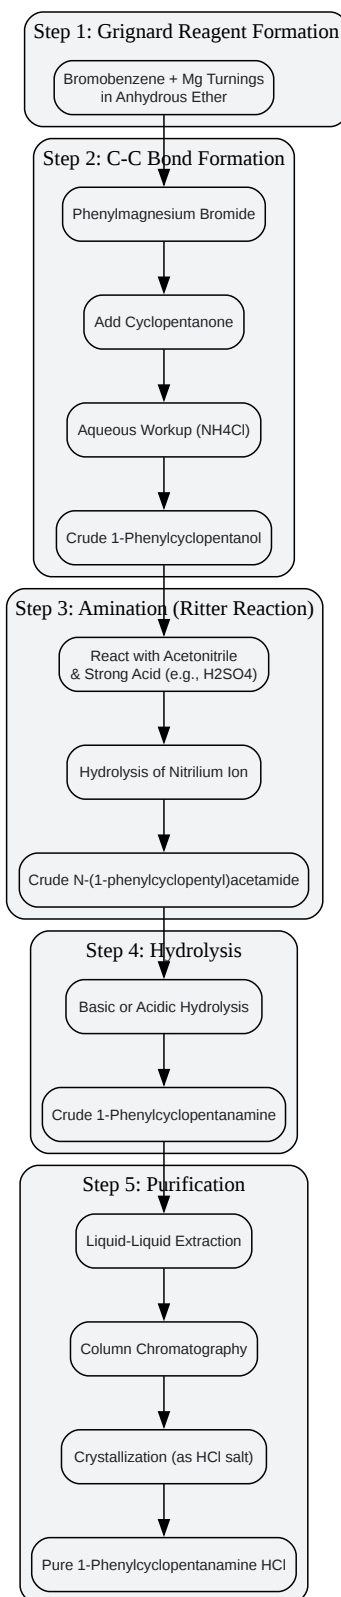 Step 1: Grignard Reagent Formation
Bromobenzene + Mg Turnings
in Anhydrous Ether
Step 2: C-C Bond Formation
Phenylmagnesium Bromide
Add Cyclopentanone
Aqueous Workup (NH4Cl)
Crude 1-Phenylcyclopentanol
Step 3: Amination (Ritter Reaction)
React with Acetonitrile
& Strong Acid (e.g., H2SO4)
Hydrolysis of Nitrilium Ion
Crude N-(1-phenylcyclopentyl)acetamide
Step 4: Hydrolysis
Basic or Acidic Hydrolysis
Crude 1-Phenylcyclopentanamine
Step 5: Purification
Liquid-Liquid Extraction
Column Chromatography
Crystallization (as HCl salt)
Pure 1-Phenylcyclopentanamine HCl